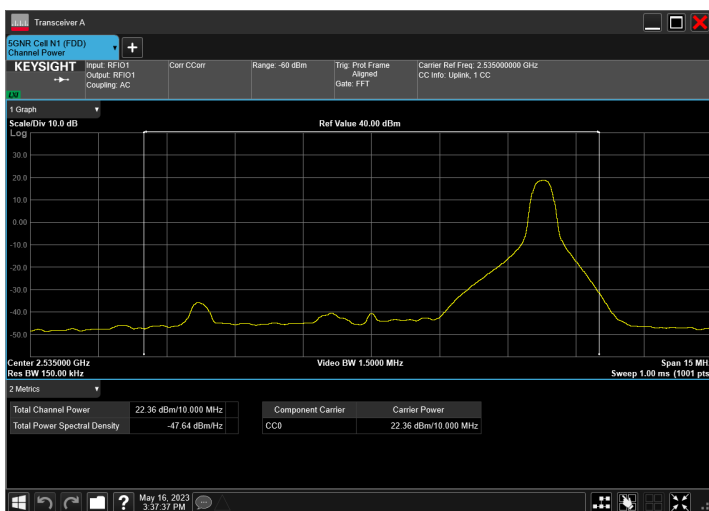 Transceiver A
5GNR Cell N1 (FDD)
Channel Power
KEYSIGHT
LXI
Input: RFIO1
Output: RFIO1
Coupling: AC
Corr CCorr
Range: -60 dBm
Trig: Prot Frame
Aligned
Gate: FFT
Carrier Ref Freq: 2.535000000 GHz
CC Info: Uplink, 1 CC
1 Graph
Scale/Div 10.0 dB
Ref Value 40.00 dBm
Log
30.0
20.0
10.0
0.00
-10.0
-20.0
-30.0
-40.0
-50.0
Center 2.535000 GHz
Video BW 1.5000 MHz
Span 15 MH
Res BW 150.00 kHz
Sweep 1.00 ms (1001 pts
2 Metrics
Total Channel Power 22.36 dBm/10.000 MHz
Total Power Spectral Density -47.64 dBm/Hz
Component Carrier Carrier Power
CC0 22.36 dBm/10.000 MHz
?
May 16, 2023
3:37:37 PM